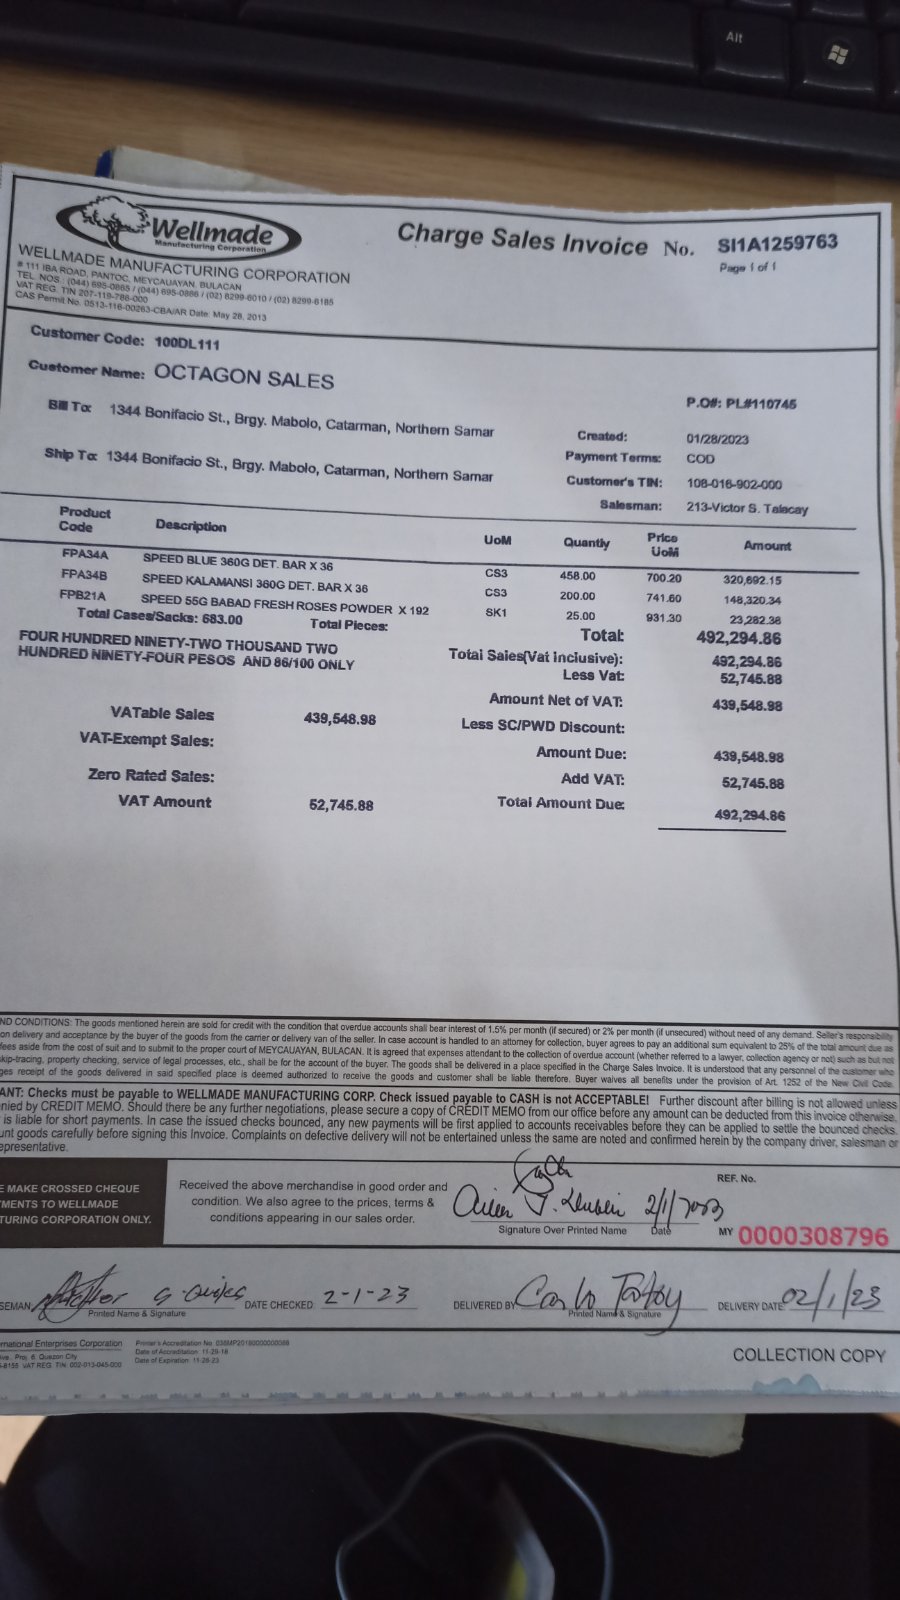 Alt
Wellmade
Manufacturing Corporation
Charge Sales Invoice No. SI1A1259763
Page 1 of 1
WELLMADE MANUFACTURING CORPORATION
# 111 IBA ROAD, PANTOC, MEYCAUAYAN, BULACAN
TEL. NOS.: (044) 695-0865 / (044) 695-0866 / (02) 8299-6010 / (02) 8299-6185
VAT REG. TIN 207-119-788-000
CAS Permit No. 0513-116-00263-CBA/AR Date: May 28, 2013
Customer Code: 100DL111
Customer Name: OCTAGON SALES
P.O#: PL#110745
Bill To: 1344 Bonifacio St., Brgy. Mabolo, Catarman, Northern Samar
Created: 01/28/2023
Payment Terms: COD
Ship To: 1344 Bonifacio St., Brgy. Mabolo, Catarman, Northern Samar
Customer's TIN: 108-016-902-000
Salesman: 213-Victor S. Talacay
Product Code Description UoM Quantiy Price UoM Amount
FPA34A SPEED BLUE 360G DET. BAR X 36 CS3 458.00 700.20 320,692.15
FPA34B SPEED KALAMANSI 360G DET. BAR X 36 CS3 200.00 741.60 148,320.34
FPB21A SPEED 55G BABAD FRESH ROSES POWDER X 192 SK1 25.00 931.30 23,282.38
Total Cases/Sacks: 683.00 Total Pieces: Total: 492,294.86
FOUR HUNDRED NINETY-TWO THOUSAND TWO
HUNDRED NINETY-FOUR PESOS AND 86/100 ONLY
Total Sales(Vat Inclusive): 492,294.86
Less Vat: 52,745.88
Amount Net of VAT: 439,548.98
VATable Sales 439,548.98
Less SC/PWD Discount:
VAT-Exempt Sales:
Amount Due: 439,548.98
Zero Rated Sales:
Add VAT: 52,745.88
VAT Amount 52,745.88
Total Amount Due: 492,294.86
ND CONDITIONS: The goods mentioned herein are sold for credit with the condition that overdue accounts shall bear interest of 1.5% per month (if secured) or 2% per month (if unsecured) without need of any demand. Seller's responsibility
on delivery and acceptance by the buyer of the goods from the carrier or delivery van of the seller. In case account is handled to an attorney for collection, buyer agrees to pay an additional sum equivalent to 25% of the total amount due as
fees aside from the cost of suit and to submit to the proper court of MEYCAUAYAN, BULACAN. It is agreed that expenses attendant to the collection of overdue account (whether referred to a lawyer, collection agency or not) such as but not
skip-tracing, property checking, service of legal processes, etc., shall be for the account of the buyer. The goods shall be delivered in a place specified in the Charge Sales Invoice. It is understood that any personnel of the customer who
ges receipt of the goods delivered in said specified place is deemed authorized to receive the goods and customer shall be liable therefore. Buyer waives all benefits under the provision of Art. 1252 of the New Civil Code.
ANT: Checks must be payable to WELLMADE MANUFACTURING CORP. Check issued payable to CASH is not ACCEPTABLE! Further discount after billing is not allowed unless
nied by CREDIT MEMO. Should there be any further negotiations, please secure a copy of CREDIT MEMO from our office before any amount can be deducted from this invoice otherwise,
is liable for short payments. In case the issued checks bounced, any new payments will be first applied to accounts receivables before they can be applied to settle the bounced checks.
unt goods carefully before signing this Invoice. Complaints on defective delivery will not be entertained unless the same are noted and confirmed herein by the company driver, salesman or
epresentative.
E MAKE CROSSED CHEQUE
MENTS TO WELLMADE
TURING CORPORATION ONLY.
Received the above merchandise in good order and
condition. We also agree to the prices, terms &
conditions appearing in our sales order.
2/1/2023
Signature Over Printed Name Date
REF. No.
MY 0000308796
SEMAN
Printed Name & Signature
DATE CHECKED 2-1-23
DELIVERED BY
Printed Name & Signature
DELIVERY DATE 02/1/23
rnational Enterprises Corporation
ve. Proj. 6 Quezon City
-8155 VAT REG. TIN: 002-013-045-000
Date of Accreditation: 11-29-18
Date of Expiration: 11-28-23
COLLECTION COPY